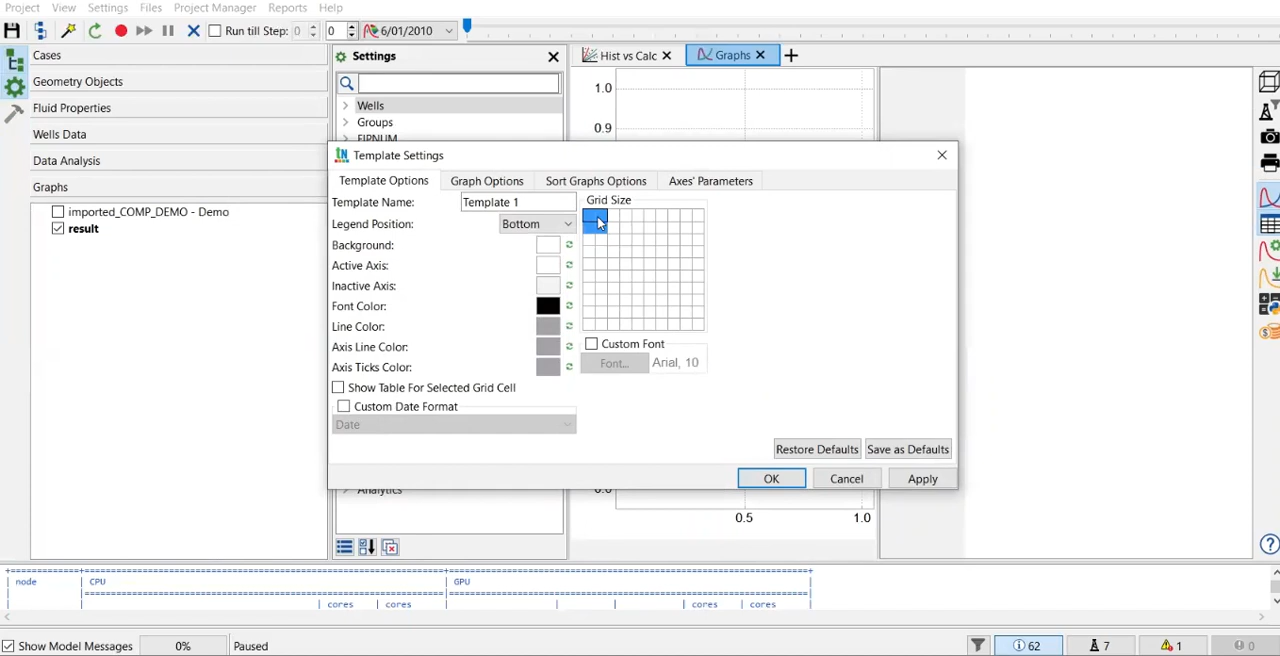 Project View Settings Files Project Manager Reports Help
Run till Step: 0 0 6/01/2010
Cases
Geometry Objects
Fluid Properties
Wells Data
Data Analysis
Graphs
imported_COMP_DEMO - Demo
result
Settings
Wells
Groups
FIPNUM
Analytics
Hist vs Calc Graphs
1.0
0.9
0.0
0.5 1.0
tN Template Settings
Template Options Graph Options Sort Graphs Options Axes' Parameters
Template Name: Template 1
Legend Position: Bottom
Background:
Active Axis:
Inactive Axis:
Font Color:
Line Color:
Axis Line Color:
Axis Ticks Color:
Show Table For Selected Grid Cell
Custom Date Format
Date
Grid Size
Custom Font
Font... Arial, 10
Restore Defaults Save as Defaults
OK Cancel Apply
node CPU GPU
cores cores cores cores
Show Model Messages 0% Paused 62 7 1 0